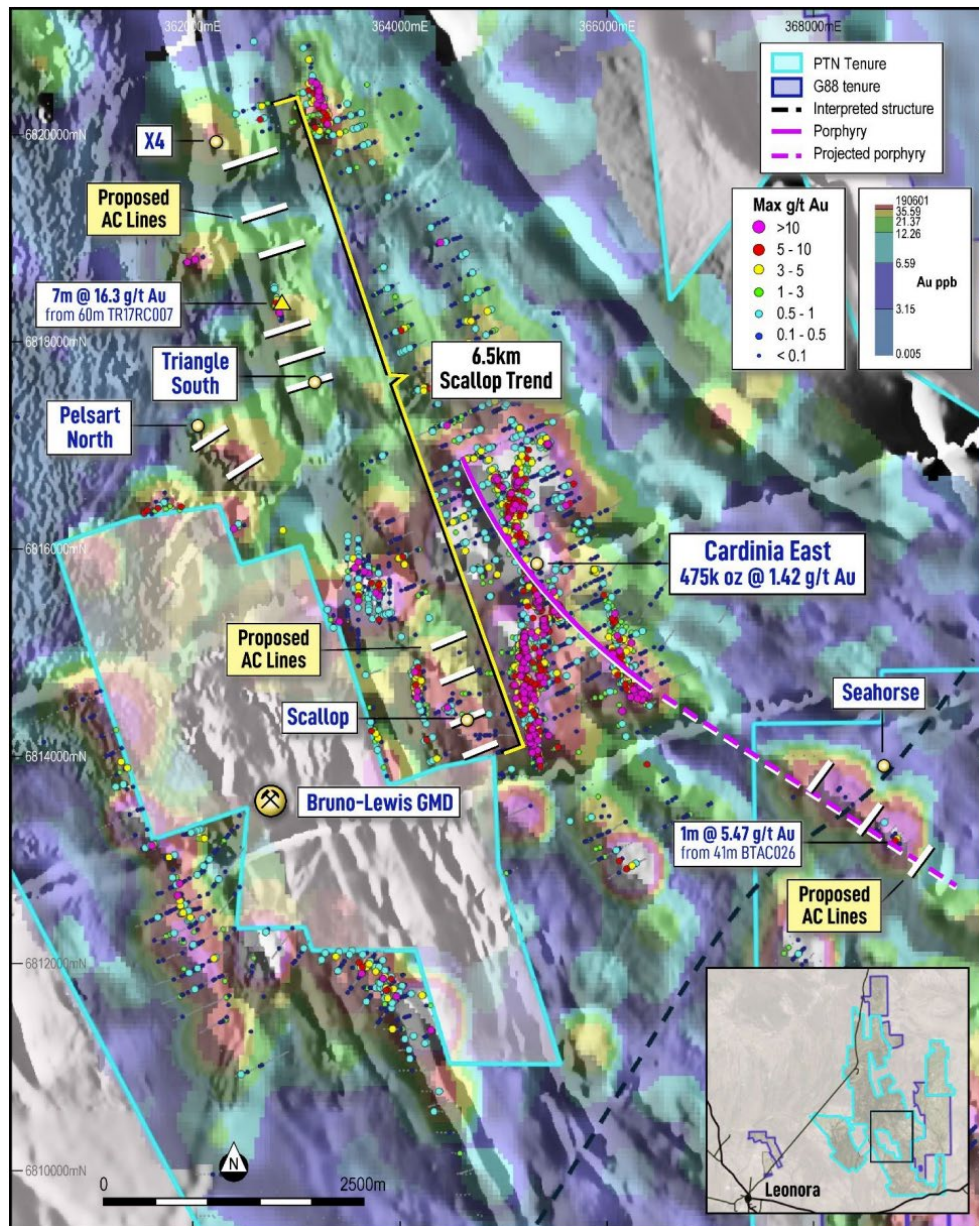 362000mE
364000mE
366000mE
368000mE
PTN Tenure
G88 tenure
Interpreted structure
Porphyry
Projected porphyry
6820000mN
X4
Proposed
AC Lines
Max g/t Au
>10
5 - 10
3 - 5
1 - 3
0.5 - 1
0.1 - 0.5
< 0.1
190601
35.59
21.37
12.26
6.59
3.15
0.005
Au ppb
7m @ 16.3 g/t Au
from 60m TR17RC007
6818000mN
Triangle
South
6.5km
Scallop Trend
Pelsart
North
6816000mN
Cardinia East
475k oz @ 1.42 g/t Au
Proposed
AC Lines
Scallop
Seahorse
6814000mN
Bruno-Lewis GMD
1m @ 5.47 g/t Au
from 41m BTAC026
Proposed
AC Lines
6812000mN
6810000mN
N
0
2500m
Leonora